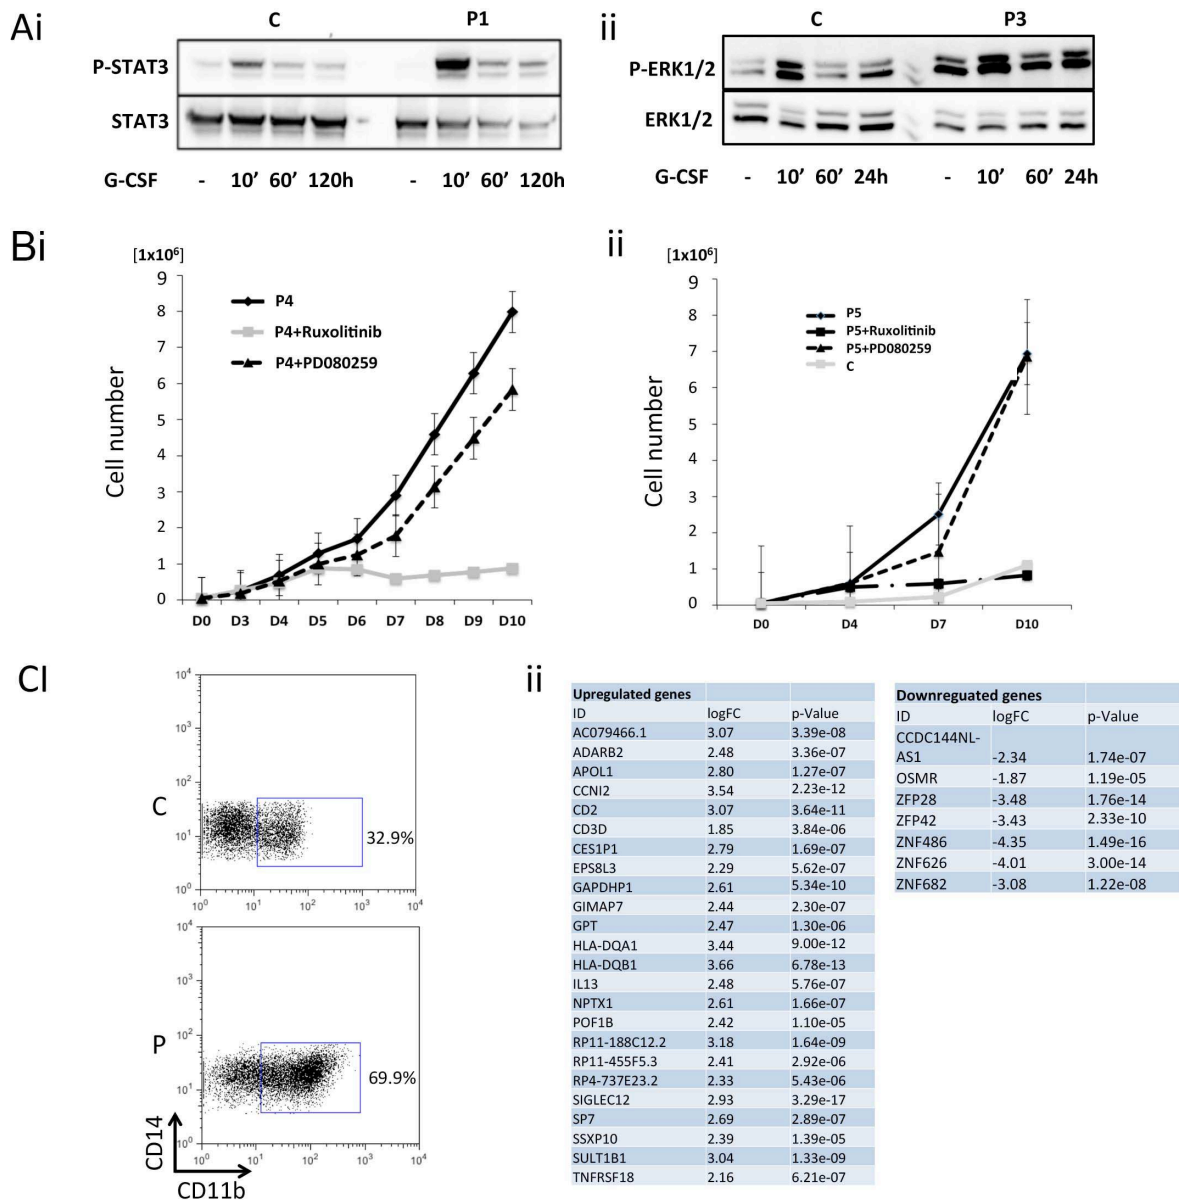 Ai
C P1
P-STAT3
STAT3
G-CSF - 10’ 60’ 120h - 10’ 60’ 120h
ii
C P3
P-ERK1/2
ERK1/2
G-CSF - 10’ 60’ 24h - 10’ 60’ 24h
Bi
[1x10⁶]
9
8
7
6
5
4
3
2
1
0
Cell number
P4
P4+Ruxolitinib
P4+PD080259
D0 D3 D4 D5 D6 D7 D8 D9 D10
ii
[1x10⁶]
9
8
7
6
5
4
3
2
1
0
Cell number
P5
P5+Ruxolitinib
P5+PD080259
C
D0 D4 D7 D10
CI
C
10⁴
10³
10²
10¹
10⁰
10⁰ 10¹ 10² 10³ 10⁴
32.9%
P
10⁴
10³
10²
10¹
10⁰
10⁰ 10¹ 10² 10³ 10⁴
69.9%
CD14
CD11b
ii
Upregulated genes
ID logFC p-Value
AC079466.1 3.07 3.39e-08
ADARB2 2.48 3.36e-07
APOL1 2.80 1.27e-07
CCNI2 3.54 2.23e-12
CD2 3.07 3.64e-11
CD3D 1.85 3.84e-06
CES1P1 2.79 1.69e-07
EPS8L3 2.29 5.62e-07
GAPDHP1 2.61 5.34e-10
GIMAP7 2.44 2.30e-07
GPT 2.47 1.30e-06
HLA-DQA1 3.44 9.00e-12
HLA-DQB1 3.66 6.78e-13
IL13 2.48 5.76e-07
NPTX1 2.61 1.66e-07
POF1B 2.42 1.10e-05
RP11-188C12.2 3.18 1.64e-09
RP11-455F5.3 2.41 2.92e-06
RP4-737E23.2 2.33 5.43e-06
SIGLEC12 2.93 3.29e-17
SP7 2.69 2.89e-07
SSXP10 2.39 1.39e-05
SULT1B1 3.04 1.33e-09
TNFRSF18 2.16 6.21e-07
Downreguated genes
ID logFC p-Value
CCDC144NL-
AS1 -2.34 1.74e-07
OSMR -1.87 1.19e-05
ZFP28 -3.48 1.76e-14
ZFP42 -3.43 2.33e-10
ZNF486 -4.35 1.49e-16
ZNF626 -4.01 3.00e-14
ZNF682 -3.08 1.22e-08